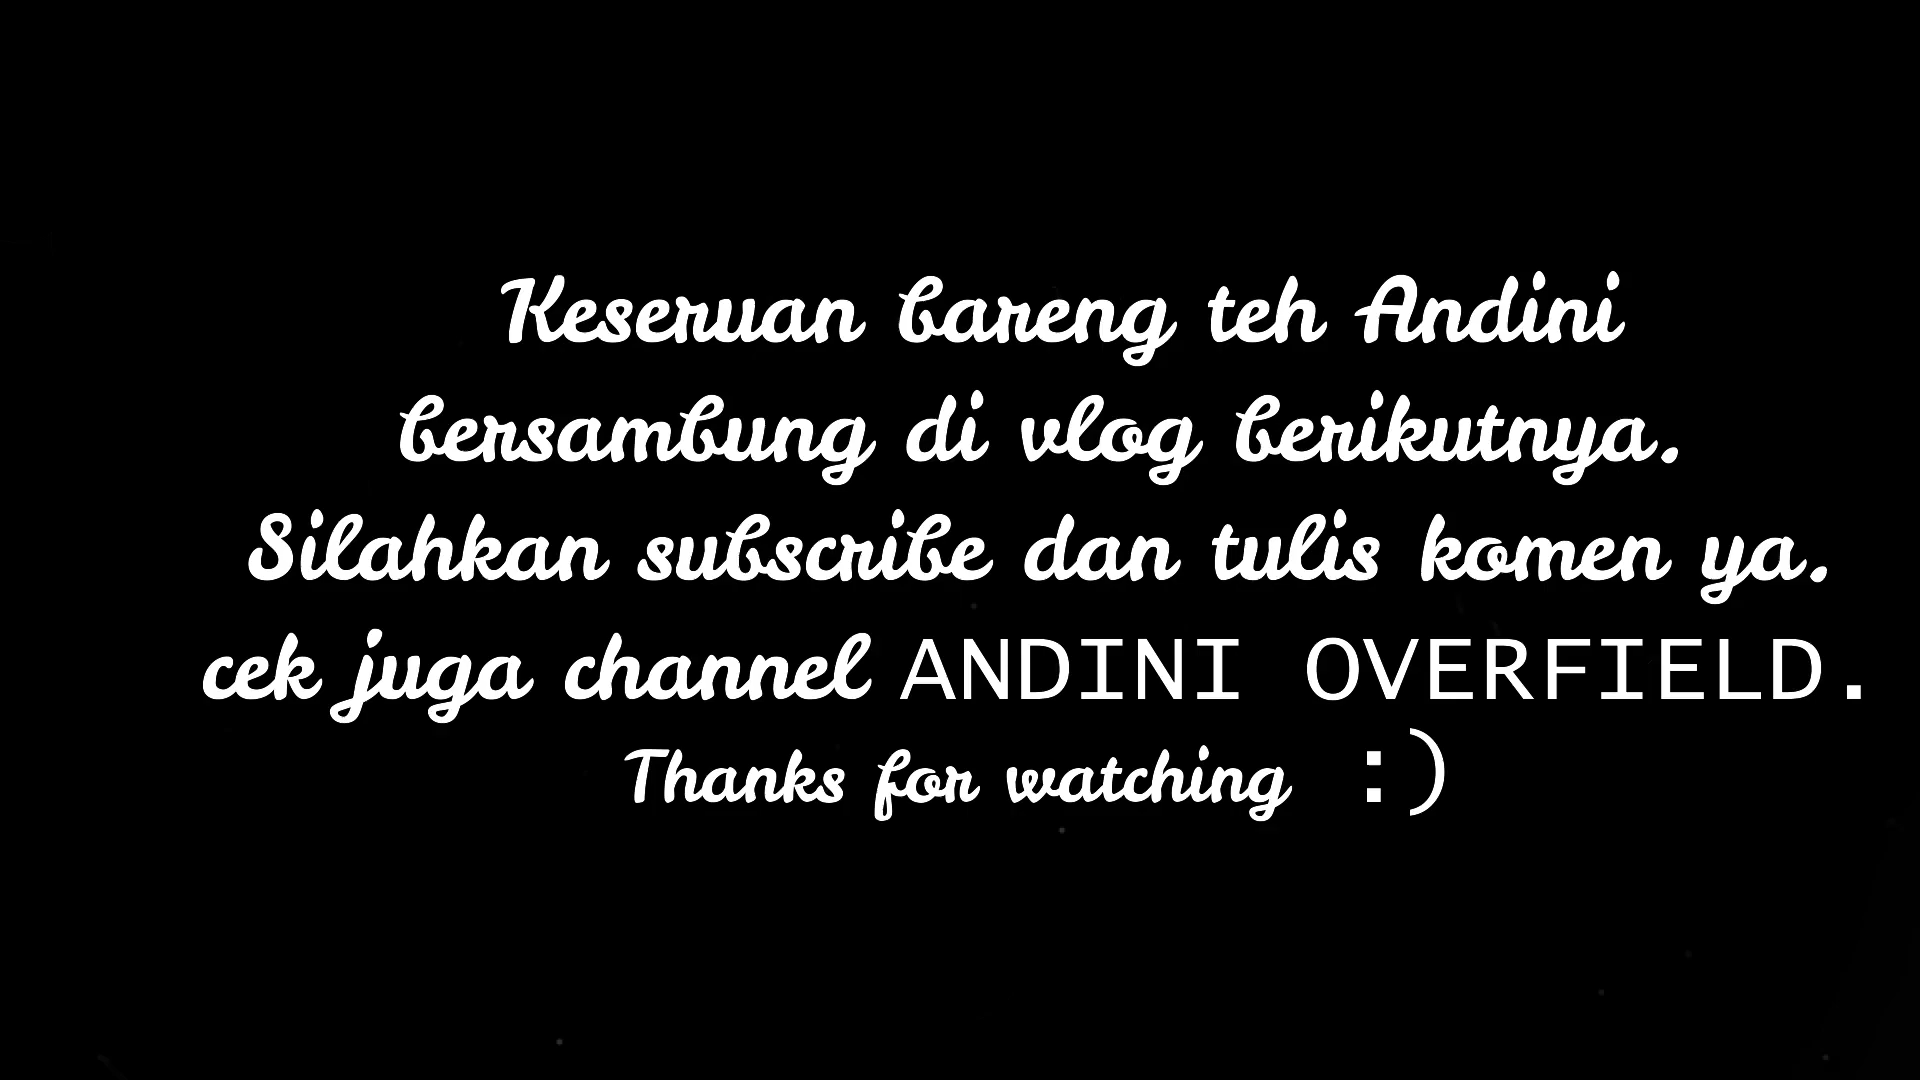 Keseruan bareng teh Andini
bersambung di vlog berikutnya.
Silahkan subscribe dan tulis komen ya.
cek juga channel ANDINI OVERFIELD.
Thanks for watching :)